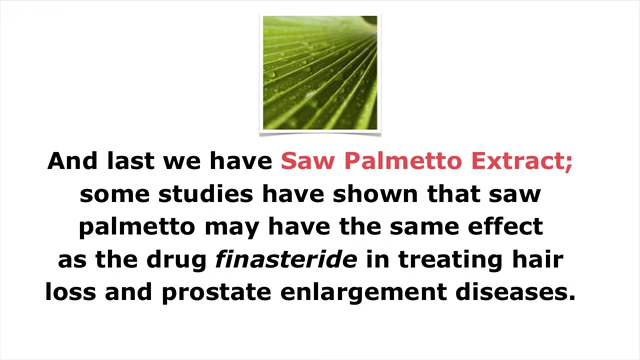 And last we have Saw Palmetto Extract;
some studies have shown that saw
palmetto may have the same effect
as the drug finasteride in treating hair
loss and prostate enlargement diseases.